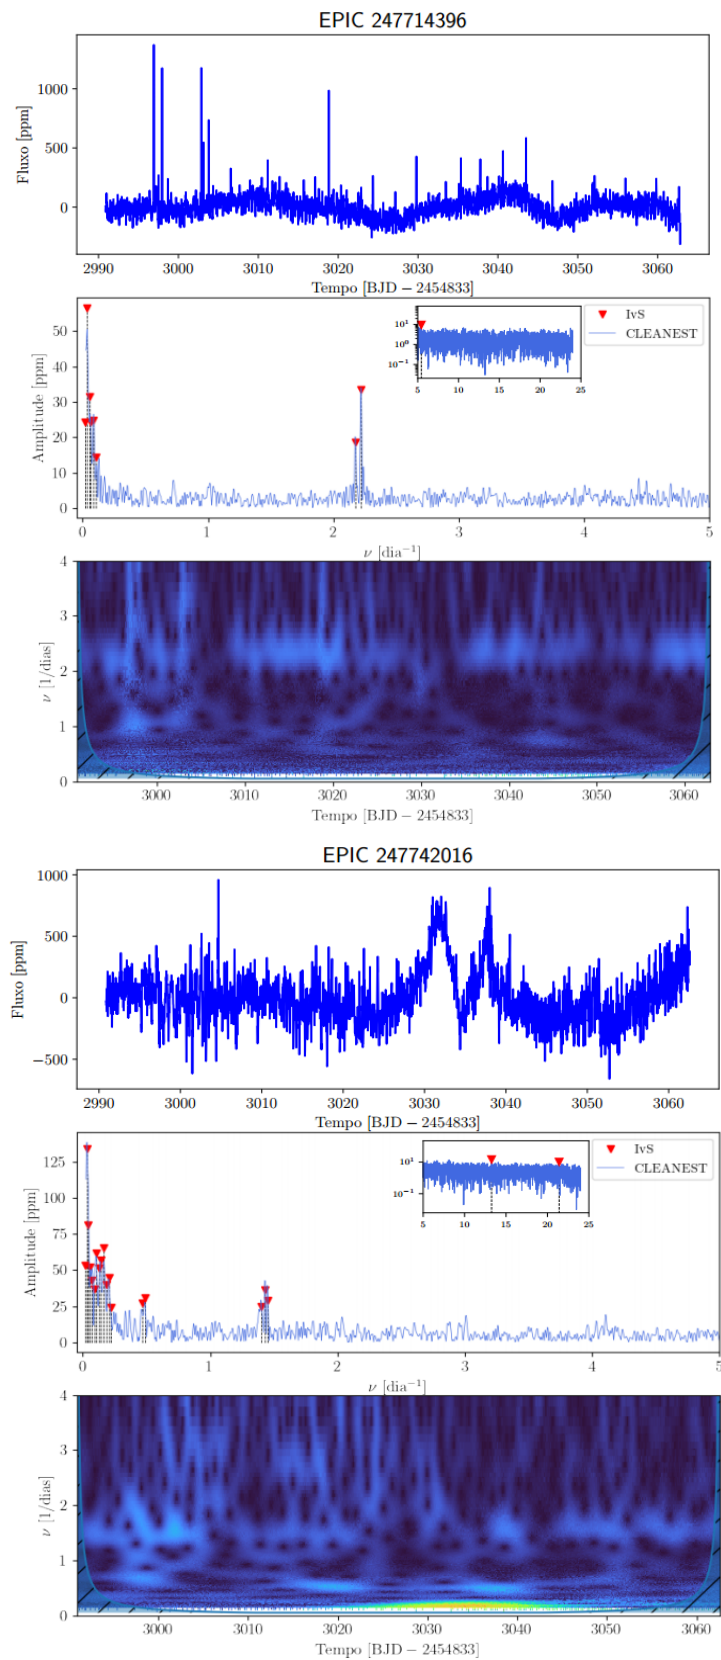 EPIC 247714396
Fluxo [ppm]
1000
500
0
2990 3000 3010 3020 3030 3040 3050 3060
Tempo [BJD − 2454833]
Amplitude [ppm]
50
40
30
20
10
0
10¹
10⁰
10⁻¹
5 10 15 20 25
IvS
CLEANEST
0 1 2 3 4 5
ν [dia⁻¹]
ν [1/dias]
4
3
2
1
0
3000 3010 3020 3030 3040 3050 3060
Tempo [BJD − 2454833]
EPIC 247742016
Fluxo [ppm]
1000
500
0
−500
2990 3000 3010 3020 3030 3040 3050 3060
Tempo [BJD − 2454833]
Amplitude [ppm]
125
100
75
50
25
0
10¹
10⁻¹
5 10 15 20 25
IvS
CLEANEST
0 1 2 3 4 5
ν [dia⁻¹]
ν [1/dias]
4
3
2
1
0
3000 3010 3020 3030 3040 3050 3060
Tempo [BJD − 2454833]